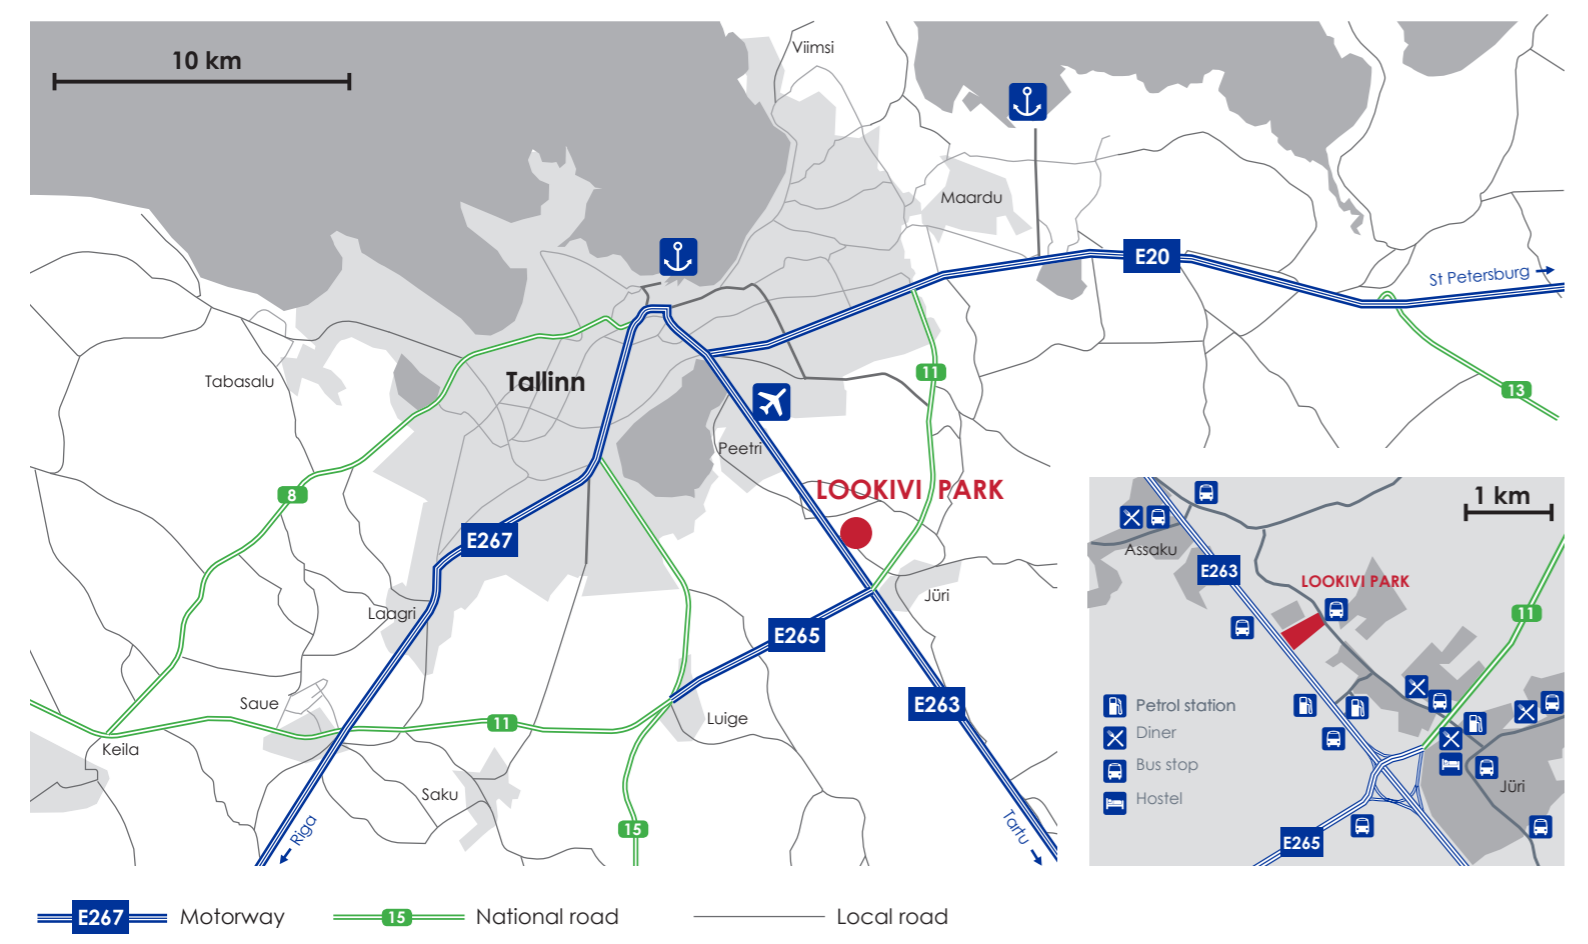 10 km
Viimsi
Maardu
E20
St Petersburg
Tabasalu
Tallinn
11
13
Peetri
LOOKIVI PARK
8
E267
Laagri
Jüri
E265
Saue
E263
Luige
11
Keila
Saku
15
Riga
Tartu
1 km
Assaku
E263
LOOKIVI PARK
11
Petrol station
Diner
Bus stop
Hostel
Jüri
E265
E267 Motorway
15 National road
Local road